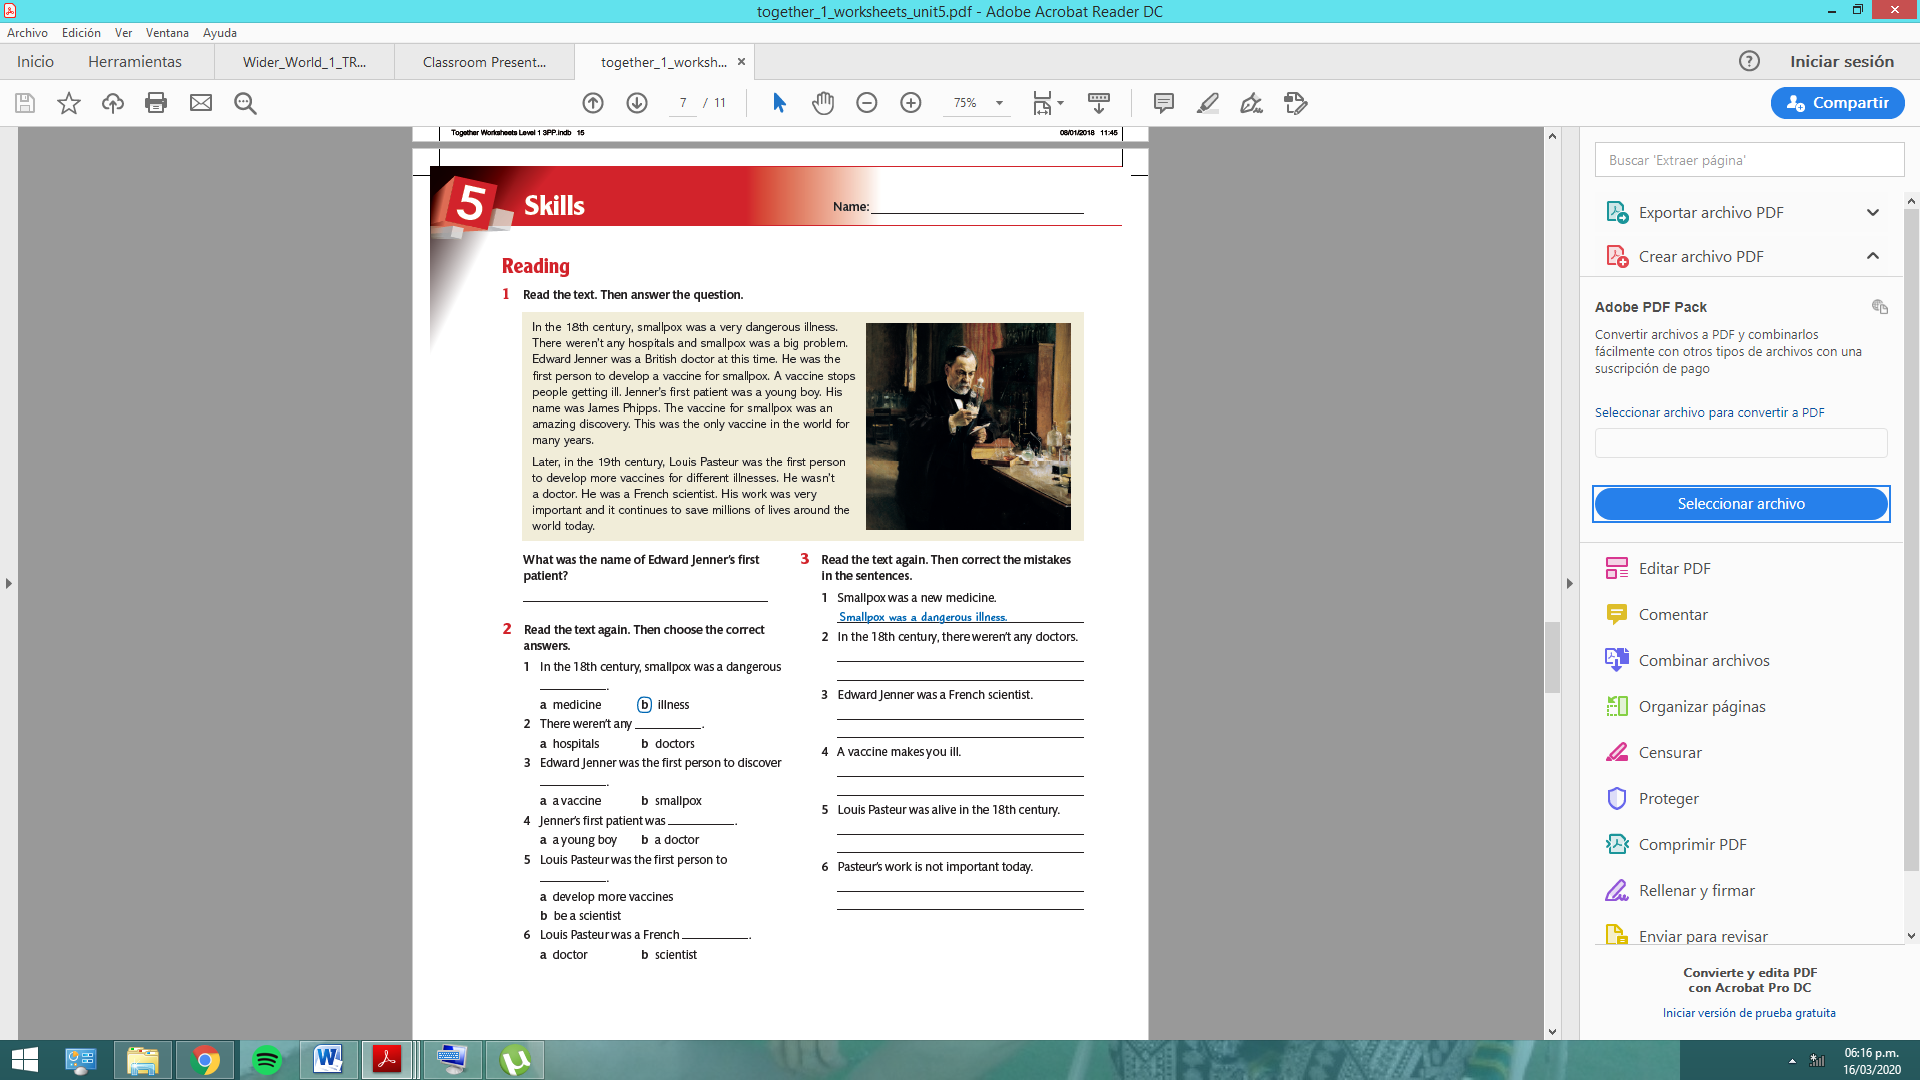 together_1_worksheets_unit5.pdf - Adobe Acrobat Reader DC
Archivo Edición Ver Ventana Ayuda
Inicio Herramientas Wider_World_1_TR... Classroom Present... together_1_worksh... Iniciar sesión
7 / 11 75% Compartir
Together Worksheets Level 1 3PP.indb 15 08/01/2018 11:45
5 Skills Name:
Reading
1 Read the text. Then answer the question.
In the 18th century, smallpox was a very dangerous illness.
There weren't any hospitals and smallpox was a big problem.
Edward Jenner was a British doctor at this time. He was the
first person to develop a vaccine for smallpox. A vaccine stops
people getting ill. Jenner's first patient was a young boy. His
name was James Phipps. The vaccine for smallpox was an
amazing discovery. This was the only vaccine in the world for
many years.
Later, in the 19th century, Louis Pasteur was the first person
to develop more vaccines for different illnesses. He wasn't
a doctor. He was a French scientist. His work was very
important and it continues to save millions of lives around the
world today.
What was the name of Edward Jenner's first
patient?
2 Read the text again. Then choose the correct
answers.
1 In the 18th century, smallpox was a dangerous
__________.
a medicine b illness
2 There weren't any __________.
a hospitals b doctors
3 Edward Jenner was the first person to discover
__________.
a a vaccine b smallpox
4 Jenner's first patient was __________.
a a young boy b a doctor
5 Louis Pasteur was the first person to
__________.
a develop more vaccines
b be a scientist
6 Louis Pasteur was a French __________.
a doctor b scientist
3 Read the text again. Then correct the mistakes
in the sentences.
1 Smallpox was a new medicine.
Smallpox was a dangerous illness.
2 In the 18th century, there weren't any doctors.
3 Edward Jenner was a French scientist.
4 A vaccine makes you ill.
5 Louis Pasteur was alive in the 18th century.
6 Pasteur's work is not important today.
Buscar 'Extraer página'
Exportar archivo PDF
Crear archivo PDF
Adobe PDF Pack
Convertir archivos a PDF y combinarlos
fácilmente con otros tipos de archivos con una
suscripción de pago
Seleccionar archivo para convertir a PDF
Seleccionar archivo
Editar PDF
Comentar
Combinar archivos
Organizar páginas
Censurar
Proteger
Comprimir PDF
Rellenar y firmar
Enviar para revisar
Convierte y edita PDF
con Acrobat Pro DC
Iniciar versión de prueba gratuita
06:16 p.m.
16/03/2020